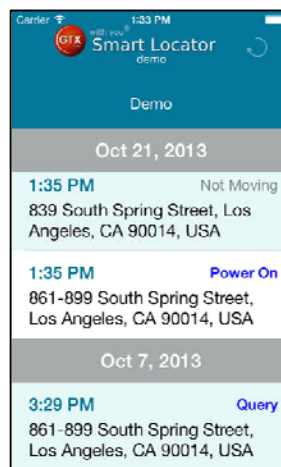 Carrier 1:33 PM
with you®
GTX Smart Locator
demo
Demo
Oct 21, 2013
1:35 PM Not Moving
839 South Spring Street, Los
Angeles, CA 90014, USA
1:35 PM Power On
861-899 South Spring Street,
Los Angeles, CA 90014, USA
Oct 7, 2013
3:29 PM Query
861-899 South Spring Street,
Los Angeles, CA 90014, USA